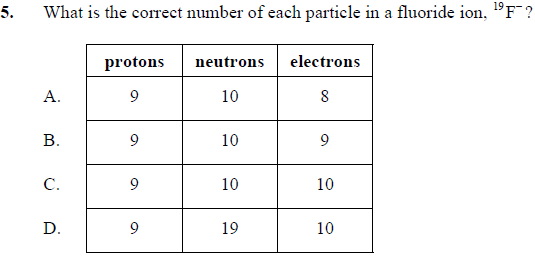 5. What is the correct number of each particle in a fluoride ion, ¹⁹F⁻?
protons neutrons electrons
A. 9 10 8
B. 9 10 9
C. 9 10 10
D. 9 19 10